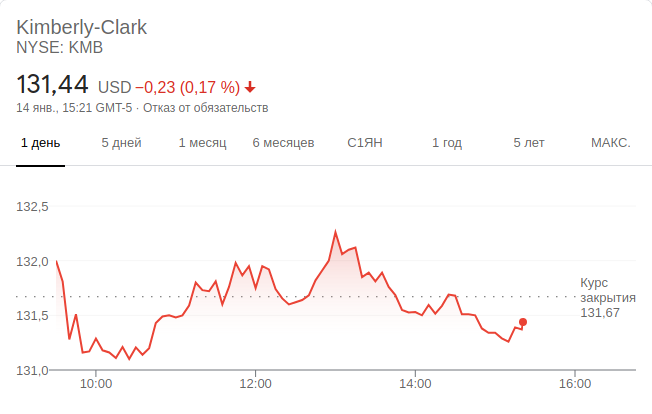 Kimberly-Clark
NYSE: KMB
131,44 USD −0,23 (0,17 %)
14 янв., 15:21 GMT-5 · Отказ от обязательств
1 день 5 дней 1 месяц 6 месяцев С1ЯН 1 год 5 лет МАКС.
132,5
132,0
Курс
закрытия
131,67
131,5
131,0
10:00 12:00 14:00 16:00